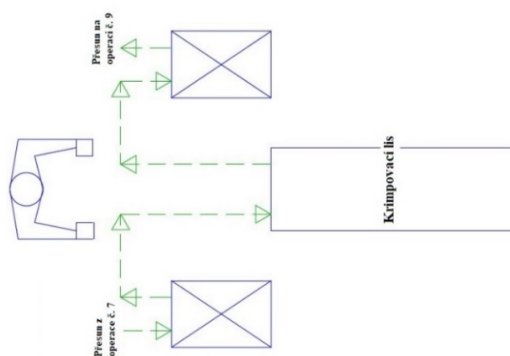 Přesun z
operace č. 7
Krimpovací lis
Přesun na
operaci č. 9